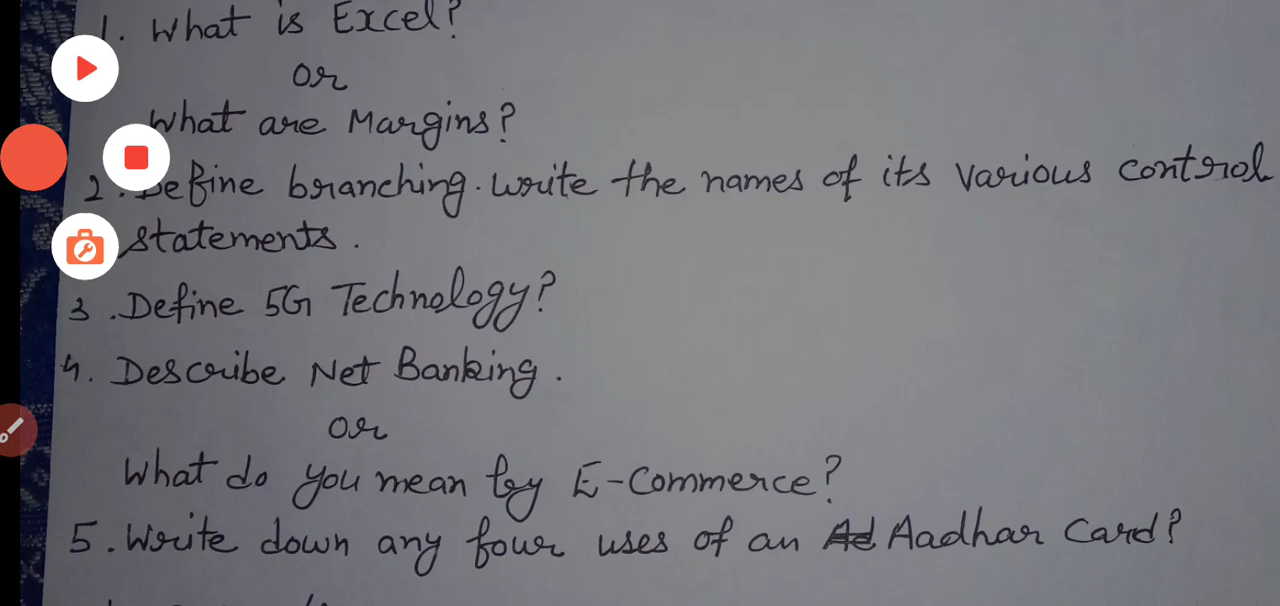 1. What is Excel?
or
What are Margins?
2. Define branching. write the names of its various control
statements.
3. Define 5G Technology?
4. Describe Net Banking.
or
What do you mean by E-Commerce?
5. Write down any four uses of an Aadhar Card?